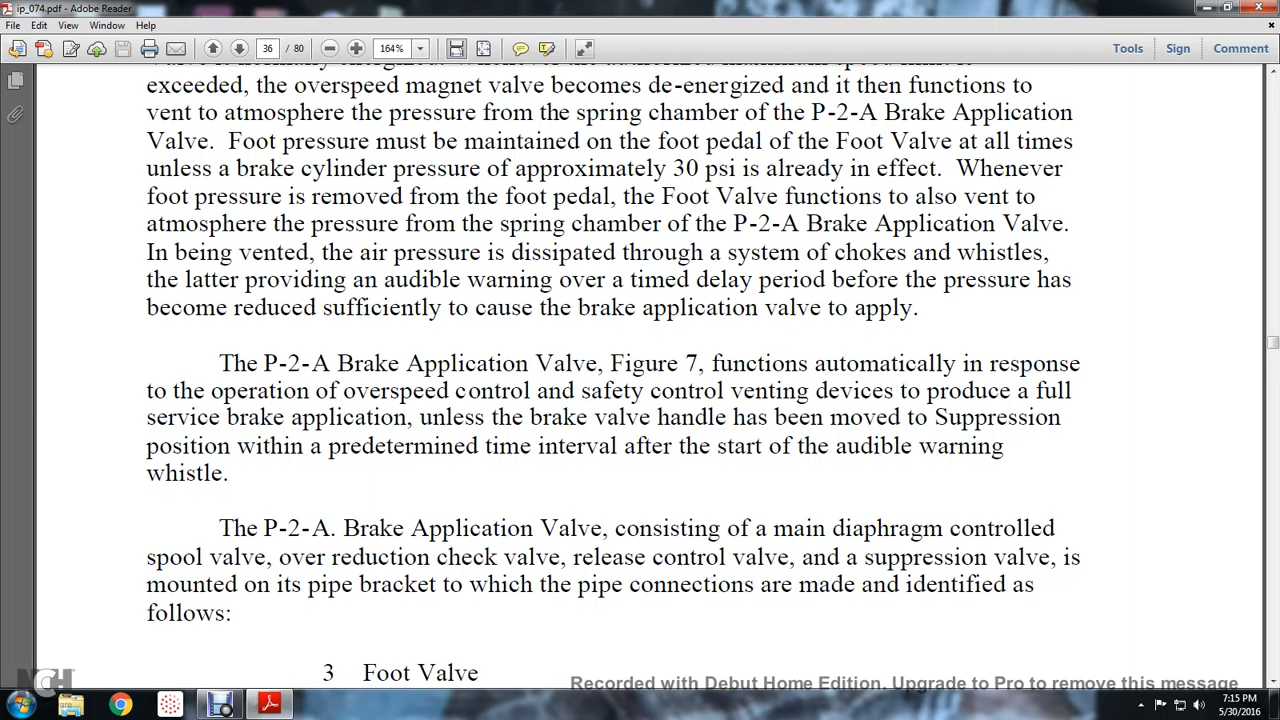 ip_074.pdf - Adobe Reader
File Edit View Window Help
36 / 80 164% Tools Sign Comment
exceeded, the overspeed magnet valve becomes de-energized and it then functions to
vent to atmosphere the pressure from the spring chamber of the P-2-A Brake Application
Valve. Foot pressure must be maintained on the foot pedal of the Foot Valve at all times
unless a brake cylinder pressure of approximately 30 psi is already in effect. Whenever
foot pressure is removed from the foot pedal, the Foot Valve functions to also vent to
atmosphere the pressure from the spring chamber of the P-2-A Brake Application Valve.
In being vented, the air pressure is dissipated through a system of chokes and whistles,
the latter providing an audible warning over a timed delay period before the pressure has
become reduced sufficiently to cause the brake application valve to apply.
The P-2-A Brake Application Valve, Figure 7, functions automatically in response
to the operation of overspeed control and safety control venting devices to produce a full
service brake application, unless the brake valve handle has been moved to Suppression
position within a predetermined time interval after the start of the audible warning
whistle.
The P-2-A. Brake Application Valve, consisting of a main diaphragm controlled
spool valve, over reduction check valve, release control valve, and a suppression valve, is
mounted on its pipe bracket to which the pipe connections are made and identified as
follows:
3 Foot Valve
NCH
Recorded with Debut Home Edition. Upgrade to Pro to remove this message
7:15 PM
5/30/2016